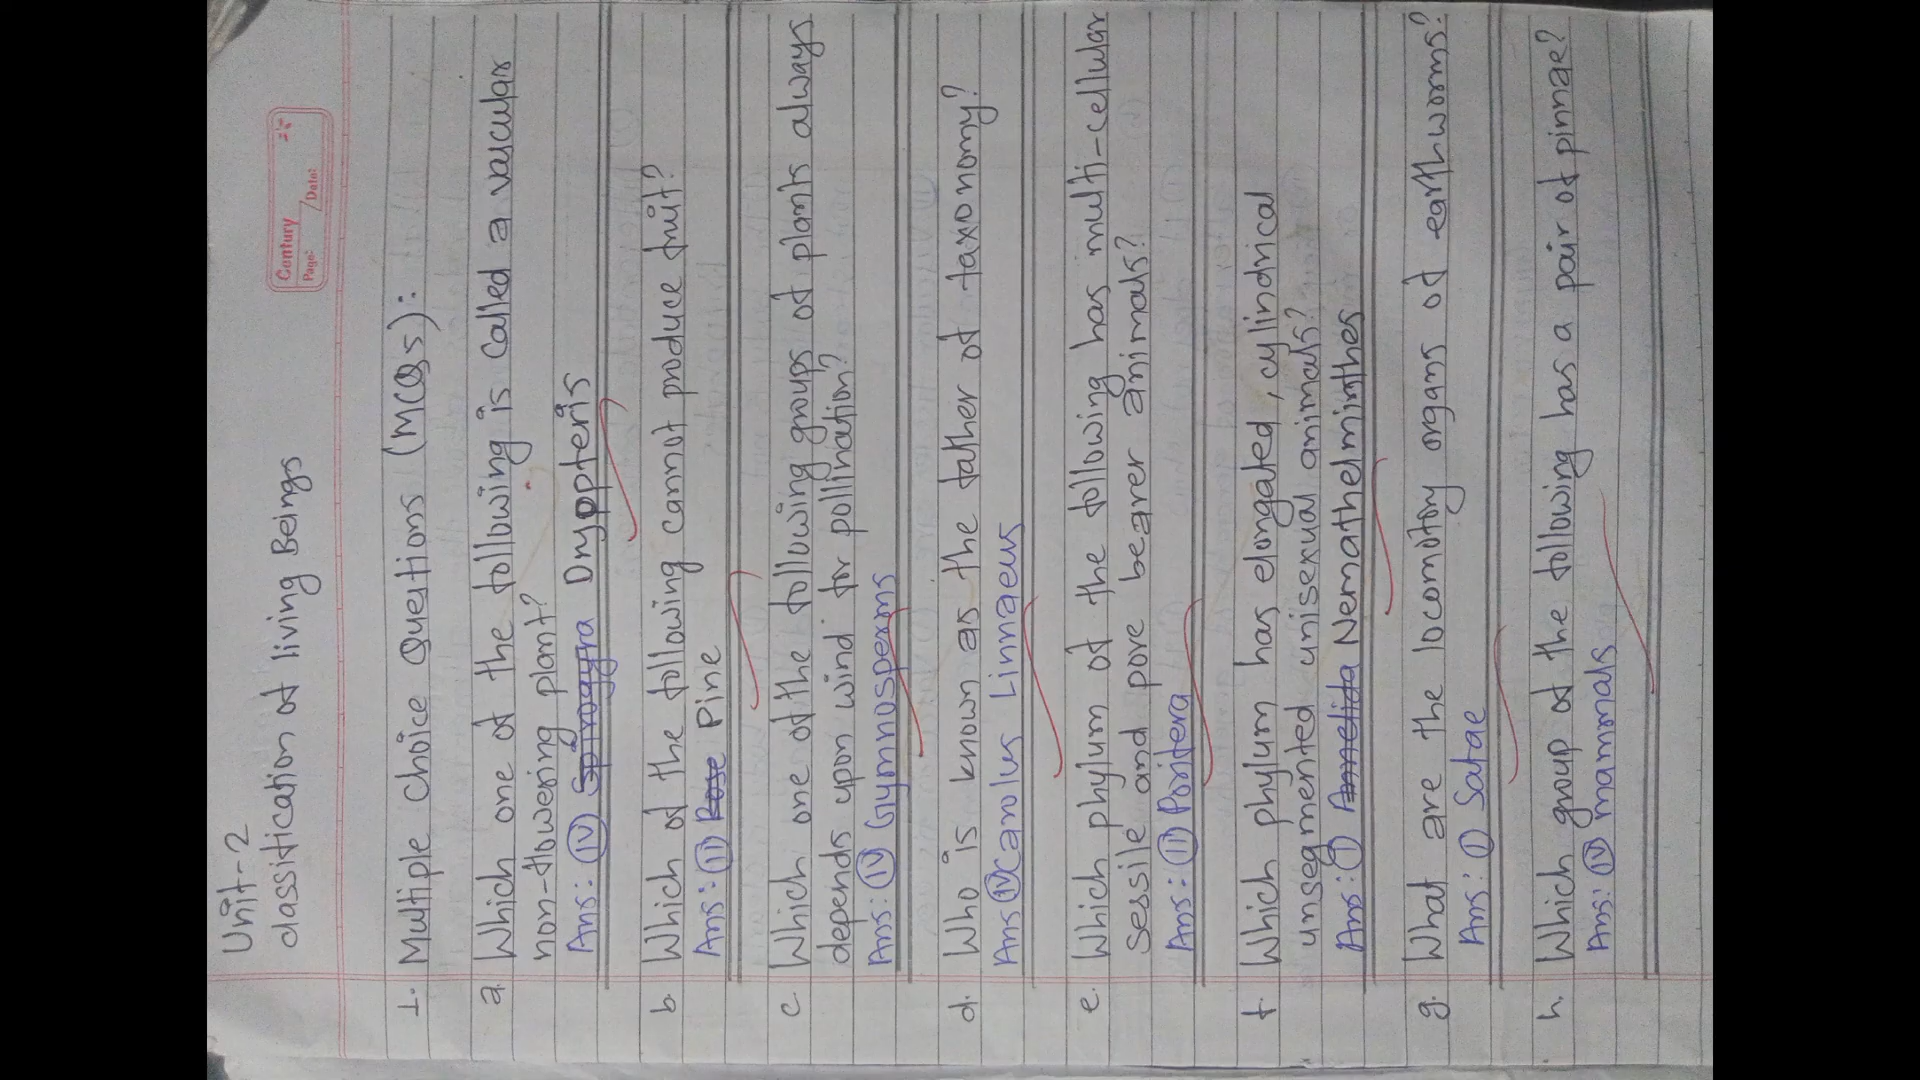 Century
Page: Date:
Unit-2
classification of living Beings
1. Multiple choice Questions (MCQs):
a. Which one of the following is called a vascular
non-flowering plant?
Ans: (iv) Spirogyra Dryopteris
b. Which of the following cannot produce fruit?
Ans: (ii) Rose Pine
c. Which one of the following groups of plants always
depends upon wind for pollination?
Ans: (iv) Gymnosperms
d. Who is known as the father of taxonomy?
Ans (iv) Carolus Linnaeus
e. Which phylum of the following has multi-cellular
sessile and pore bearer animals?
Ans: (ii) Porifera
f. Which phylum has elongated, cylindrical
unsegmented unisexual animals?
Ans: (i) Annelida Nemathelminthes
g. What are the locomotory organs of earthworms?
Ans: (i) Satae
h. Which group of the following has a pair of pinnae?
Ans: (iv) mammals